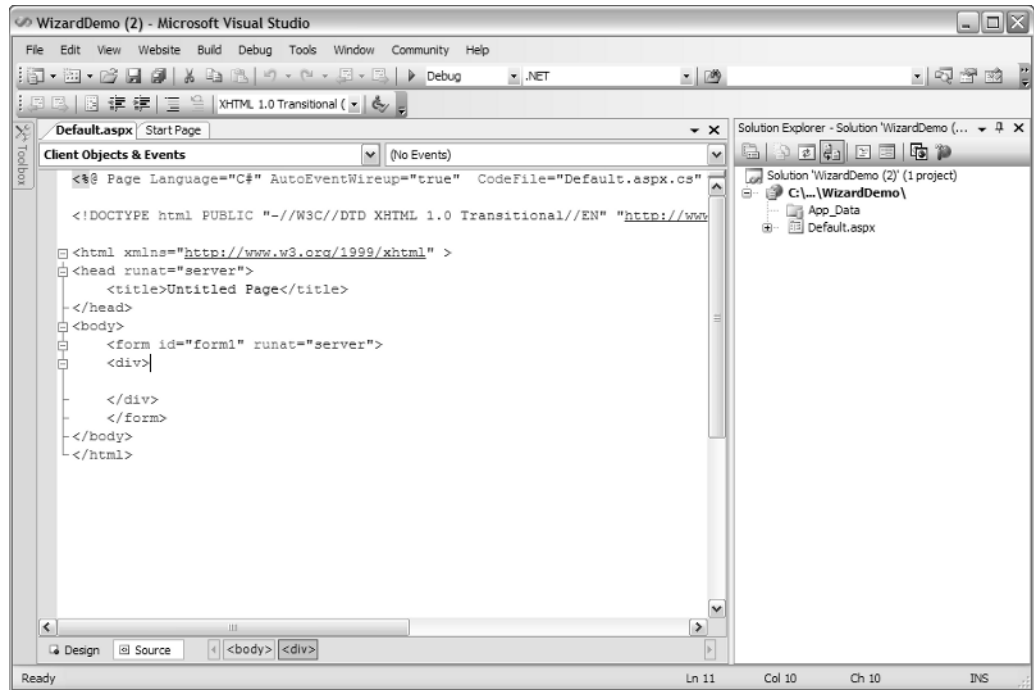 WizardDemo (2) - Microsoft Visual Studio
File Edit View Website Build Debug Tools Window Community Help
Debug .NET
XHTML 1.0 Transitional (
Toolbox
Default.aspx Start Page
Client Objects & Events (No Events)
<%@ Page Language="C#" AutoEventWireup="true" CodeFile="Default.aspx.cs"
<!DOCTYPE html PUBLIC "-//W3C//DTD XHTML 1.0 Transitional//EN" "http://www
<html xmlns="http://www.w3.org/1999/xhtml" >
<head runat="server">
<title>Untitled Page</title>
</head>
<body>
<form id="form1" runat="server">
<div>
</div>
</form>
</body>
</html>
Design Source <body> <div>
Solution Explorer - Solution 'WizardDemo (...
Solution 'WizardDemo (2)' (1 project)
C:\...\WizardDemo\
App_Data
Default.aspx
Ready Ln 11 Col 10 Ch 10 INS